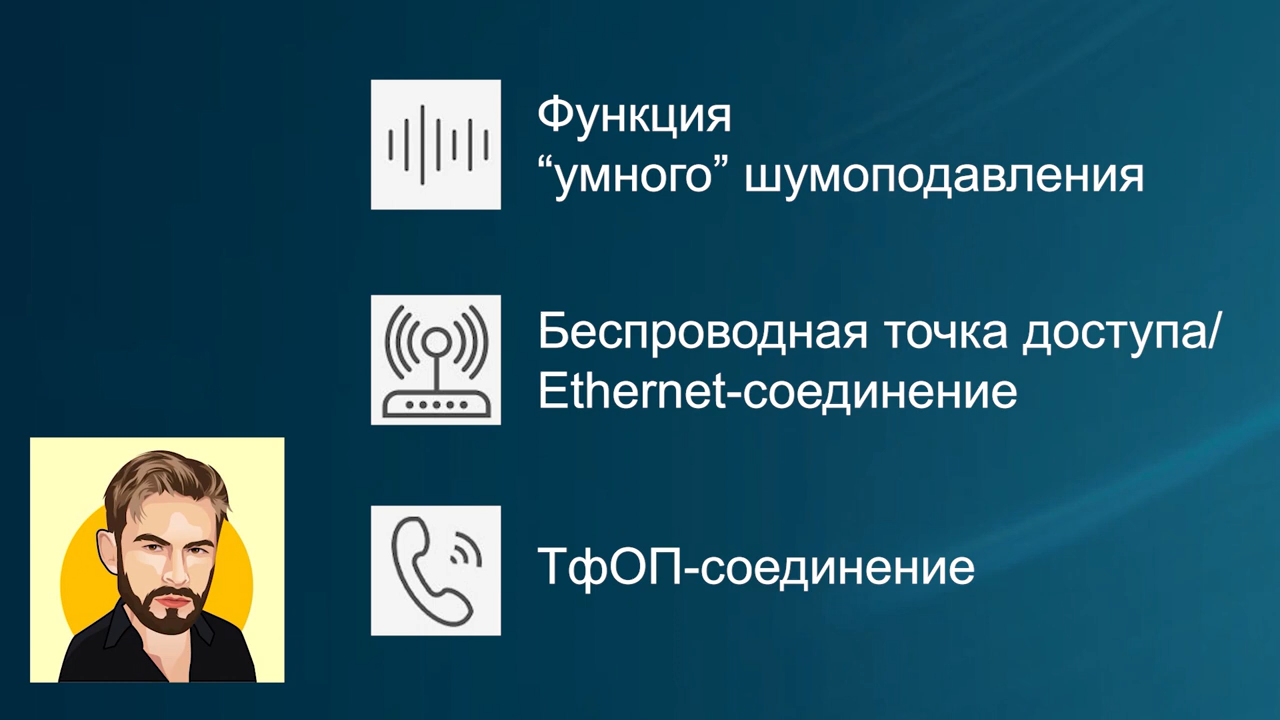 Функция
“умного” шумоподавления
Беспроводная точка доступа/
Ethernet-соединение
ТфОП-соединение